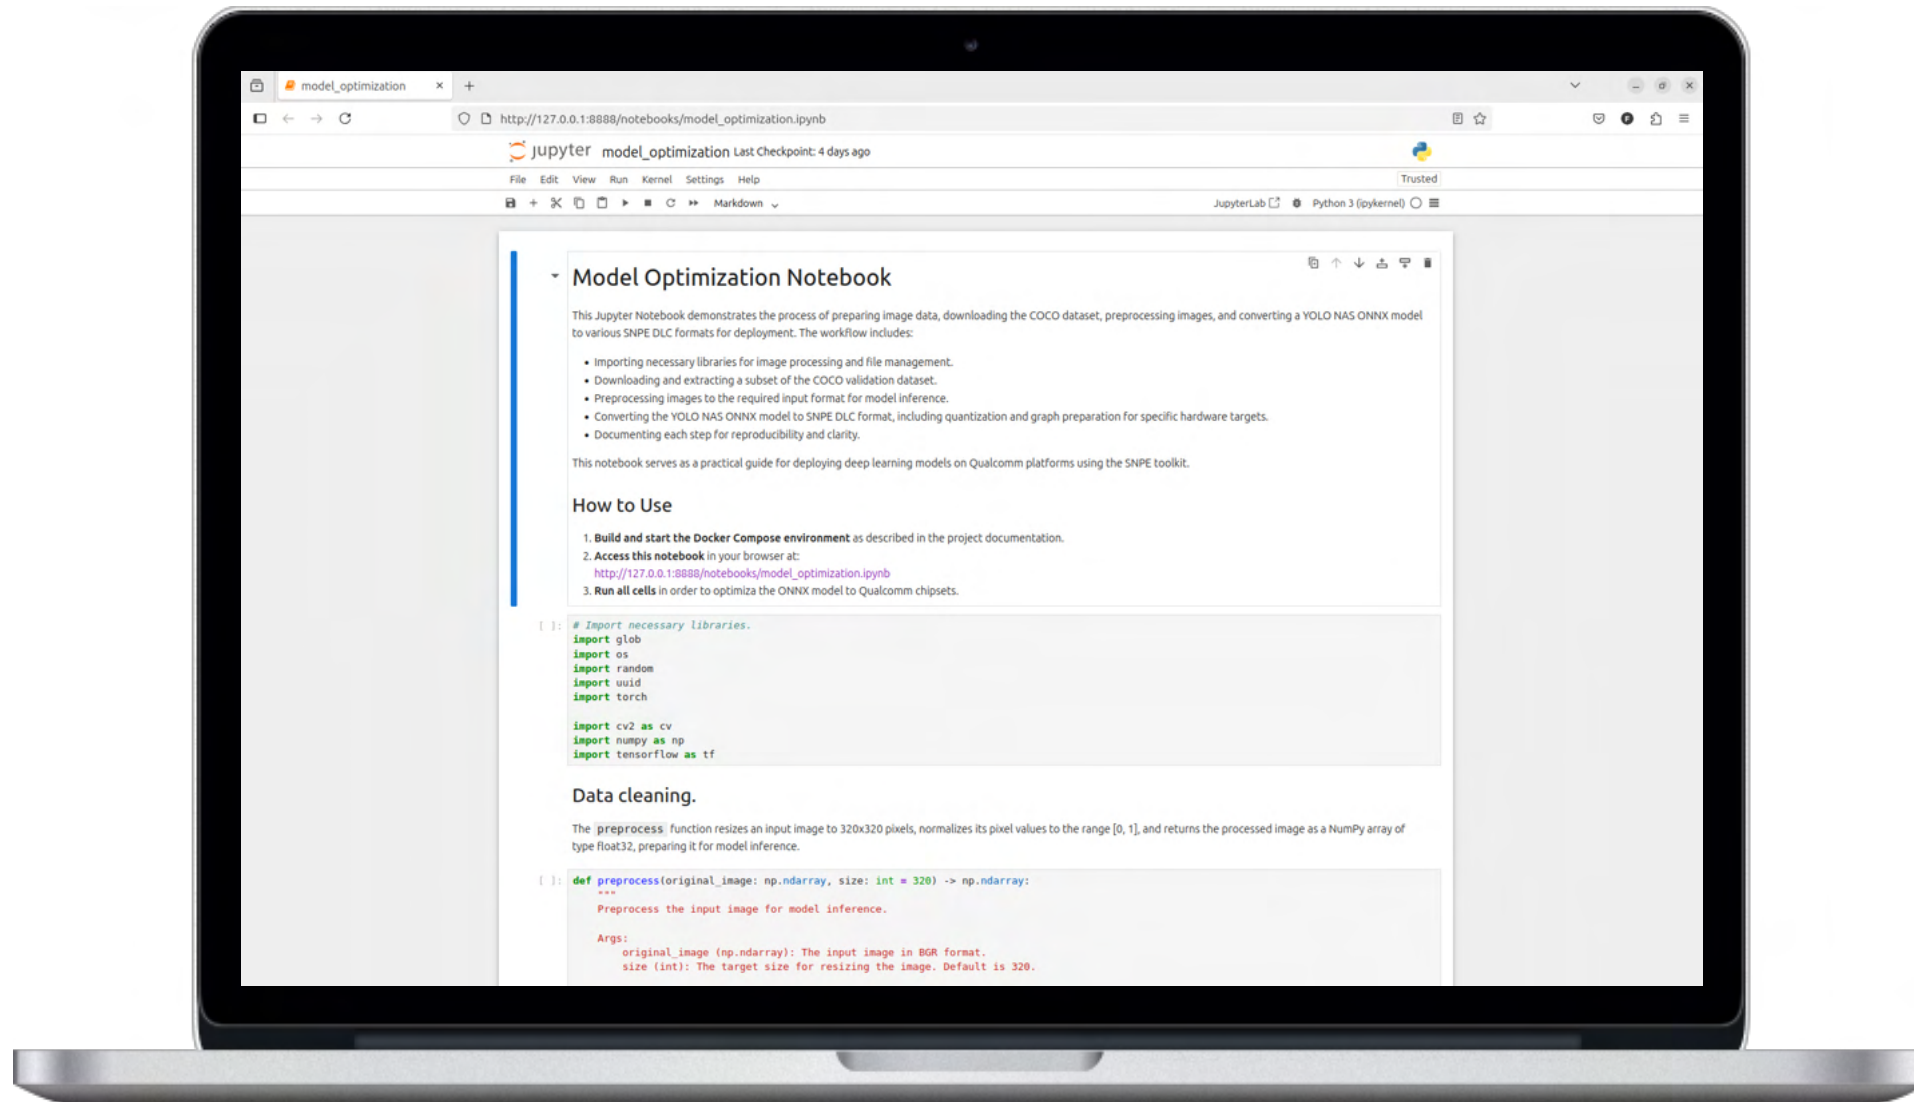 model_optimization
http://127.0.0.1:8888/notebooks/model_optimization.ipynb
jupyter model_optimization Last Checkpoint: 4 days ago
File Edit View Run Kernel Settings Help Trusted
Markdown JupyterLab Python 3 (ipykernel)
Model Optimization Notebook
This Jupyter Notebook demonstrates the process of preparing image data, downloading the COCO dataset, preprocessing images, and converting a YOLO NAS ONNX model
to various SNPE DLC formats for deployment. The workflow includes:
• Importing necessary libraries for image processing and file management.
• Downloading and extracting a subset of the COCO validation dataset.
• Preprocessing images to the required input format for model inference.
• Converting the YOLO NAS ONNX model to SNPE DLC format, including quantization and graph preparation for specific hardware targets.
• Documenting each step for reproducibility and clarity.
This notebook serves as a practical guide for deploying deep learning models on Qualcomm platforms using the SNPE toolkit.
How to Use
1. Build and start the Docker Compose environment as described in the project documentation.
2. Access this notebook in your browser at:
http://127.0.0.1:8888/notebooks/model_optimization.ipynb
3. Run all cells in order to optimiza the ONNX model to Qualcomm chipsets.
[ ]: # Import necessary libraries.
import glob
import os
import random
import uuid
import torch
import cv2 as cv
import numpy as np
import tensorflow as tf
Data cleaning.
The preprocess function resizes an input image to 320x320 pixels, normalizes its pixel values to the range [0, 1], and returns the processed image as a NumPy array of
type float32, preparing it for model inference.
[ ]: def preprocess(original_image: np.ndarray, size: int = 320) -> np.ndarray:
"""
Preprocess the input image for model inference.
Args:
original_image (np.ndarray): The input image in BGR format.
size (int): The target size for resizing the image. Default is 320.